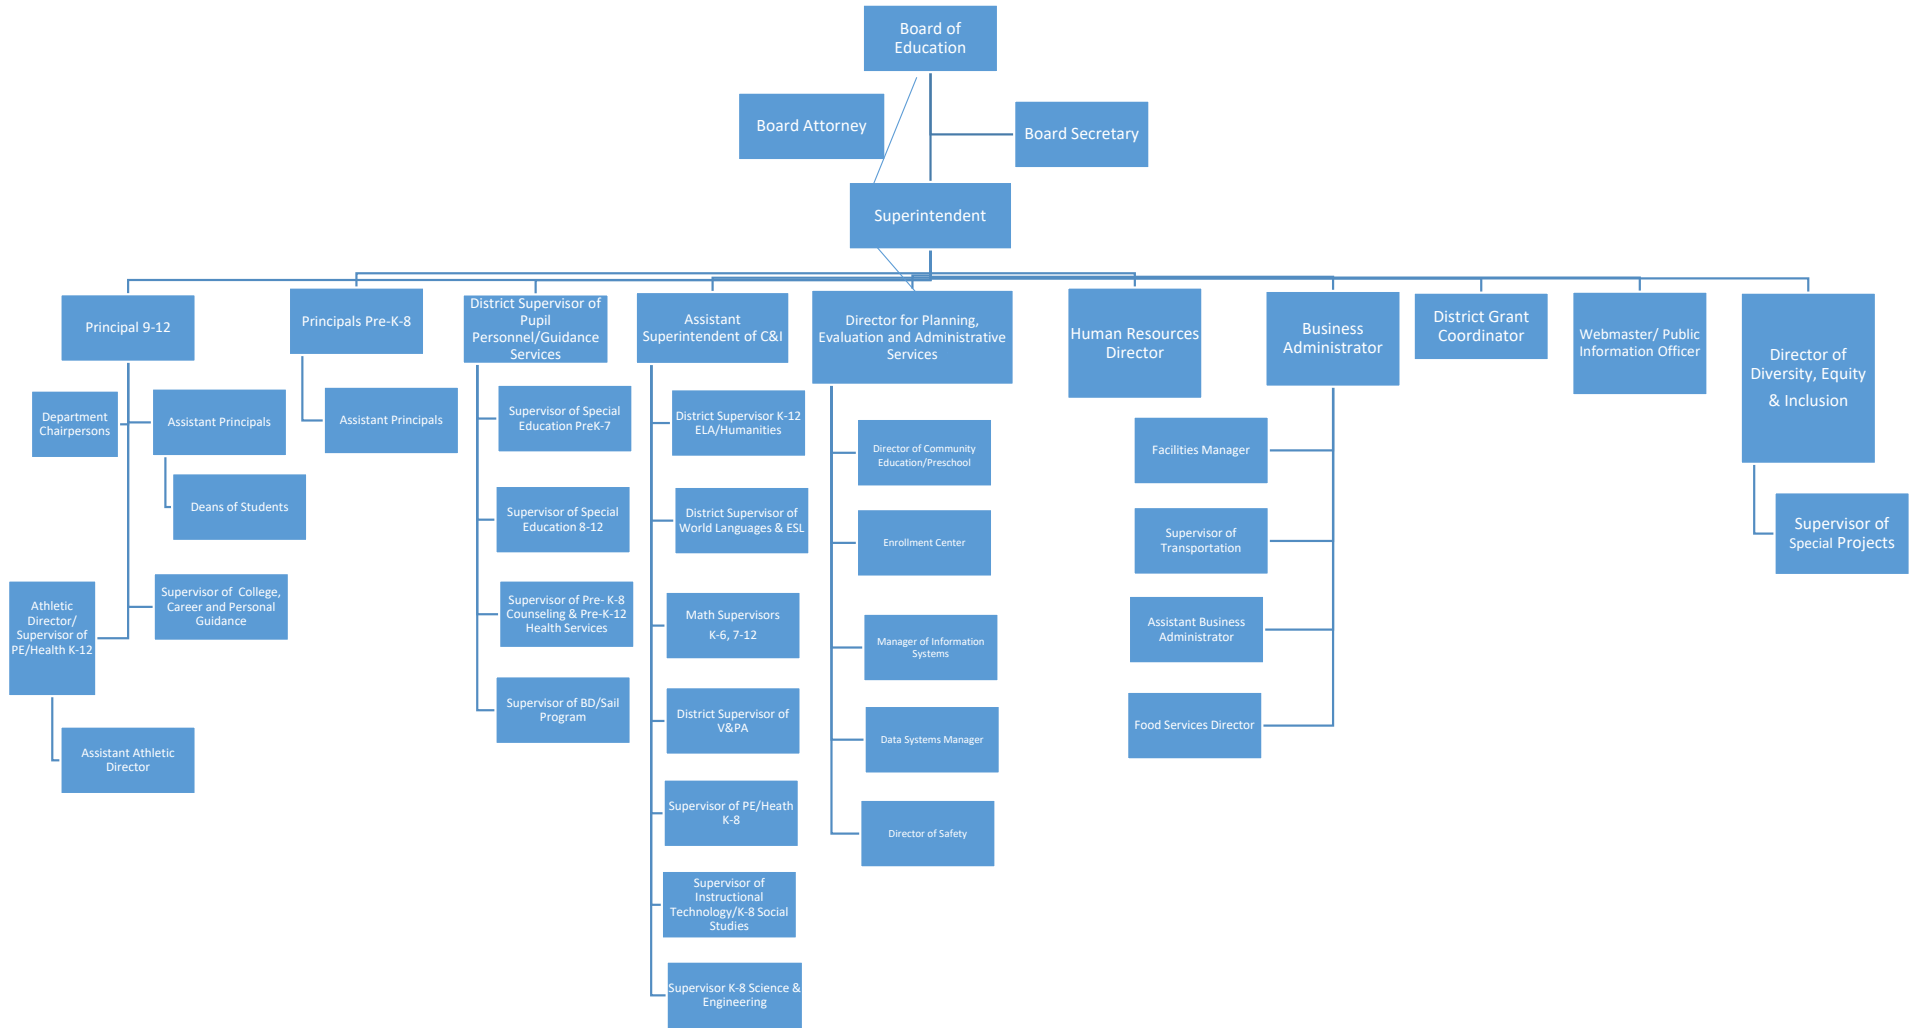 Board of
Education
Board Attorney
Board Secretary
Superintendent
Principal 9-12
Principals Pre-K-8
District Supervisor of
Pupil
Personnel/Guidance
Services
Assistant
Superintendent of C&I
Director for Planning,
Evaluation and Administrative
Services
Human Resources
Director
Business
Administrator
District Grant
Coordinator
Webmaster/ Public
Information Officer
Director of
Diversity, Equity
& Inclusion
Department
Chairpersons
Assistant Principals
Deans of Students
Athletic
Director/
Supervisor of
PE/Health K-12
Supervisor of College,
Career and Personal
Guidance
Assistant Athletic
Director
Assistant Principals
Supervisor of Special
Education PreK-7
Supervisor of Special
Education 8-12
Supervisor of Pre- K-8
Counseling & Pre-K-12
Health Services
Supervisor of BD/Sail
Program
District Supervisor K-12
ELA/Humanities
District Supervisor of
World Languages & ESL
Math Supervisors
K-6, 7-12
District Supervisor of
V&PA
Supervisor of PE/Heath
K-8
Supervisor of
Instructional
Technology/K-8 Social
Studies
Supervisor K-8 Science &
Engineering
Director of Community
Education/Preschool
Enrollment Center
Manager of Information
Systems
Data Systems Manager
Director of Safety
Facilities Manager
Supervisor of
Transportation
Assistant Business
Administrator
Food Services Director
Supervisor of
Special Projects